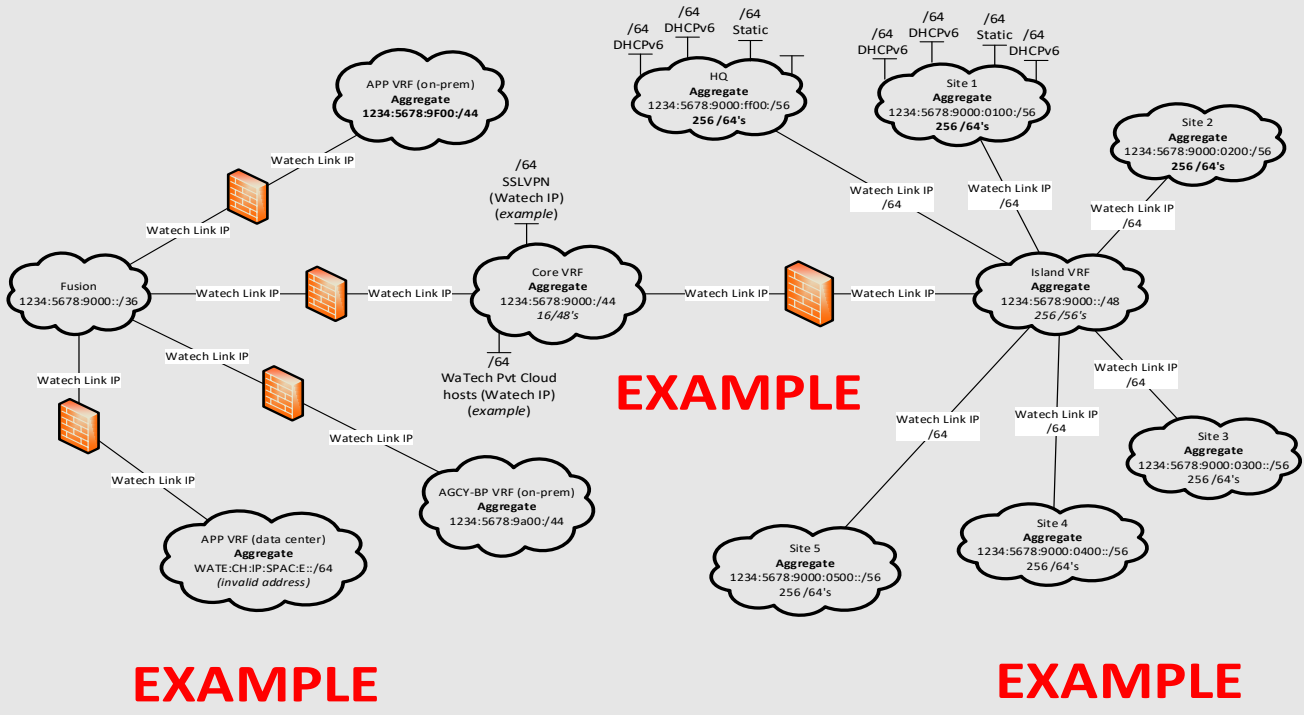 /64
DHCPv6
/64
DHCPv6
/64
Static
/64
DHCPv6
/64
DHCPv6
/64
Static
/64
DHCPv6
APP VRF (on-prem)
Aggregate
1234:5678:9F00:/44
HQ
Aggregate
1234:5678:9000:ff00:/56
256 /64's
Site 1
Aggregate
1234:5678:9000:0100:/56
256 /64's
Site 2
Aggregate
1234:5678:9000:0200:/56
256 /64's
Watech Link IP
Watech Link IP
/64
SSLVPN
(Watech IP)
(example)
Watech Link IP
/64
Watech Link IP
/64
Watech Link IP
/64
Fusion
1234:5678:9000::/36
Watech Link IP
Watech Link IP
Core VRF
Aggregate
1234:5678:9000:/44
16/48's
Watech Link IP
Watech Link IP
Island VRF
Aggregate
1234:5678:9000::/48
256 /56's
/64
WaTech Pvt Cloud
hosts (Watech IP)
(example)
Watech Link IP
Watech Link IP
Watech Link IP
Watech Link IP
EXAMPLE
Watech Link IP
/64
Watech Link IP
/64
Watech Link IP
/64
AGCY-BP VRF (on-prem)
Aggregate
1234:5678:9a00:/44
Site 3
Aggregate
1234:5678:9000:0300::/56
256 /64's
APP VRF (data center)
Aggregate
WATE:CH:IP:SPAC:E::/64
(invalid address)
Site 5
Aggregate
1234:5678:9000:0500::/56
256 /64's
Site 4
Aggregate
1234:5678:9000:0400::/56
256 /64's
EXAMPLE
EXAMPLE